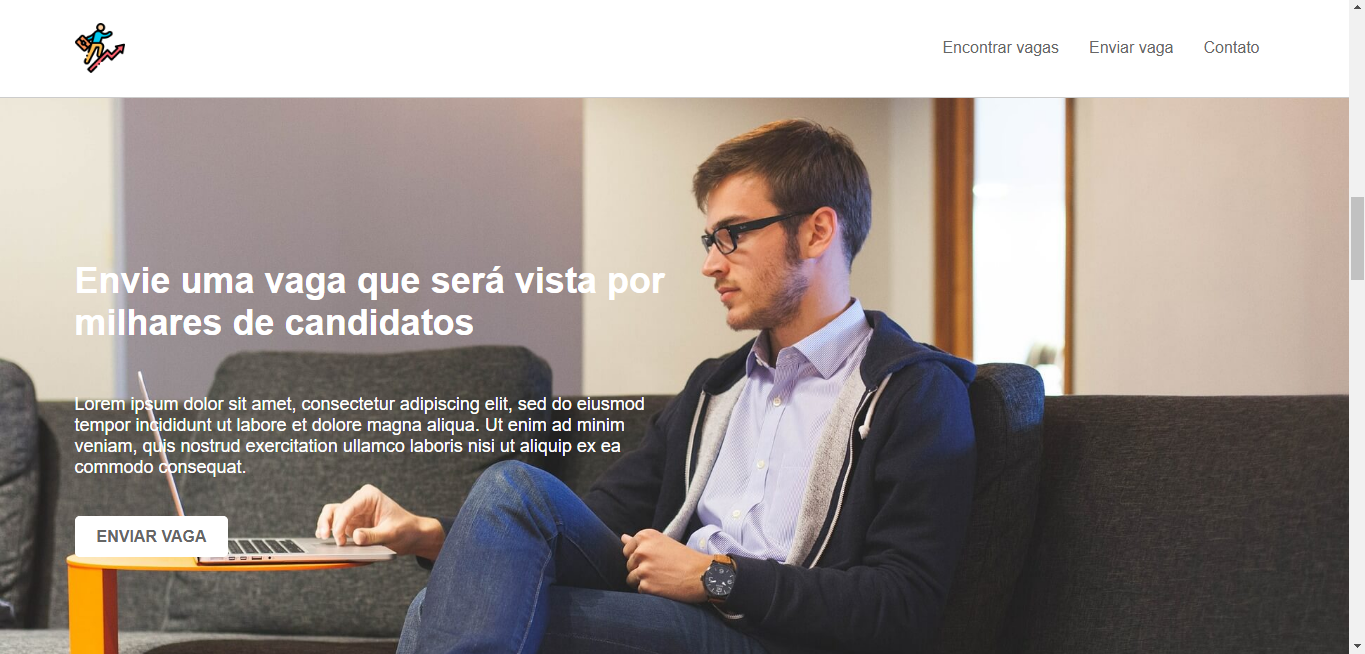 Encontrar vagas Enviar vaga Contato
Envie uma vaga que será vista por
milhares de candidatos
Lorem ipsum dolor sit amet, consectetur adipiscing elit, sed do eiusmod
tempor incididunt ut labore et dolore magna aliqua. Ut enim ad minim
veniam, quis nostrud exercitation ullamco laboris nisi ut aliquip ex ea
commodo consequat.
ENVIAR VAGA